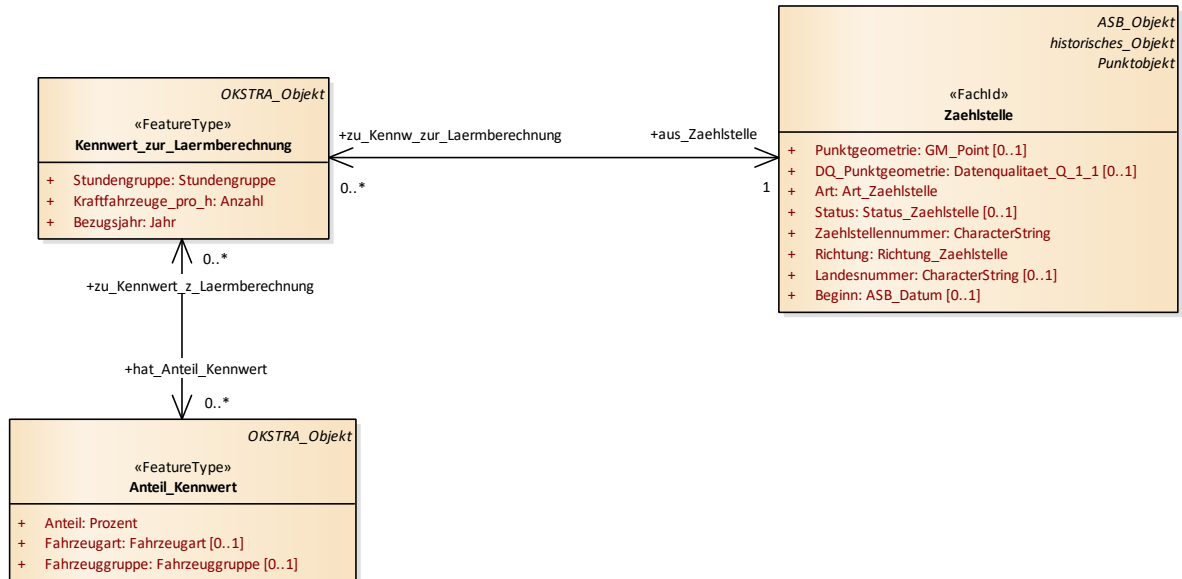 ASB_Objekt
historisches_Objekt
Punktobjekt
«FachId»
Zaehlstelle
+ Punktgeometrie: GM_Point [0..1]
+ DQ_Punktgeometrie: Datenqualitaet_Q_1_1 [0..1]
+ Art: Art_Zaehlstelle
+ Status: Status_Zaehlstelle [0..1]
+ Zaehlstellennummer: CharacterString
+ Richtung: Richtung_Zaehlstelle
+ Landesnummer: CharacterString [0..1]
+ Beginn: ASB_Datum [0..1]
OKSTRA_Objekt
«FeatureType»
Kennwert_zur_Laermberechnung
+ Stundengruppe: Stundengruppe
+ Kraftfahrzeuge_pro_h: Anzahl
+ Bezugsjahr: Jahr
+zu_Kennw_zur_Laermberechnung
+aus_Zaehlstelle
0..*
1
0..*
+zu_Kennwert_z_Laermberechnung
+hat_Anteil_Kennwert
0..*
OKSTRA_Objekt
«FeatureType»
Anteil_Kennwert
+ Anteil: Prozent
+ Fahrzeugart: Fahrzeugart [0..1]
+ Fahrzeuggruppe: Fahrzeuggruppe [0..1]